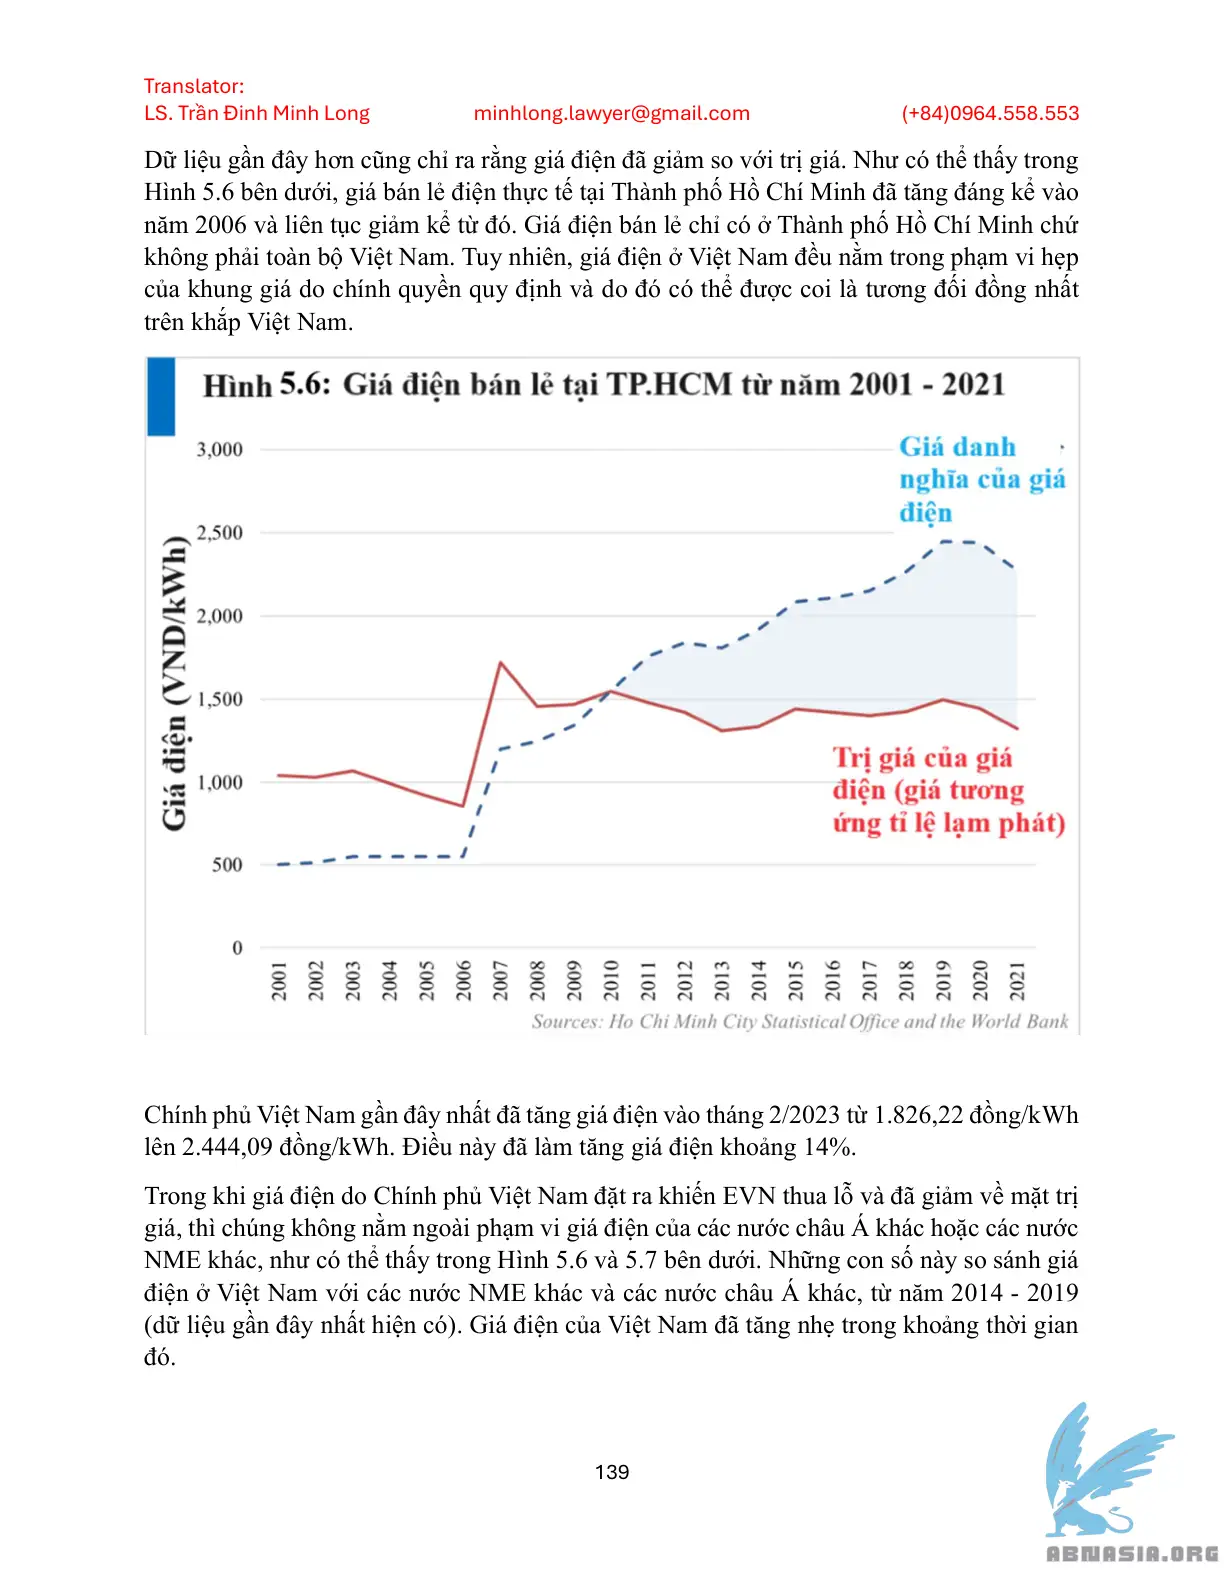 Translator:
LS. Trần Đinh Minh Long minhlong.lawyer@gmail.com (+84)0964.558.553
Dữ liệu gần đây hơn cũng chỉ ra rằng giá điện đã giảm so với trị giá. Như có thể thấy trong
Hình 5.6 bên dưới, giá bán lẻ điện thực tế tại Thành phố Hồ Chí Minh đã tăng đáng kể vào
năm 2006 và liên tục giảm kể từ đó. Giá điện bán lẻ chỉ có ở Thành phố Hồ Chí Minh chứ
không phải toàn bộ Việt Nam. Tuy nhiên, giá điện ở Việt Nam đều nằm trong phạm vi hẹp
của khung giá do chính quyền quy định và do đó có thể được coi là tương đối đồng nhất
trên khắp Việt Nam.
Hình 5.6: Giá điện bán lẻ tại TP.HCM từ năm 2001 - 2021
Giá danh
nghĩa của giá
điện
3,000
2,500
2,000
1,500
1,000
500
0
Giá điện (VND/kWh)
Trị giá của giá
điện (giá tương
ứng tỉ lệ lạm phát)
2001 2002 2003 2004 2005 2006 2007 2008 2009 2010 2011 2012 2013 2014 2015 2016 2017 2018 2019 2020 2021
Sources: Ho Chi Minh City Statistical Office and the World Bank
Chính phủ Việt Nam gần đây nhất đã tăng giá điện vào tháng 2/2023 từ 1.826,22 đồng/kWh
lên 2.444,09 đồng/kWh. Điều này đã làm tăng giá điện khoảng 14%.
Trong khi giá điện do Chính phủ Việt Nam đặt ra khiến EVN thua lỗ và đã giảm về mặt trị
giá, thì chúng không nằm ngoài phạm vi giá điện của các nước châu Á khác hoặc các nước
NME khác, như có thể thấy trong Hình 5.6 và 5.7 bên dưới. Những con số này so sánh giá
điện ở Việt Nam với các nước NME khác và các nước châu Á khác, từ năm 2014 - 2019
(dữ liệu gần đây nhất hiện có). Giá điện của Việt Nam đã tăng nhẹ trong khoảng thời gian
đó.
139
ABNASIA.ORG